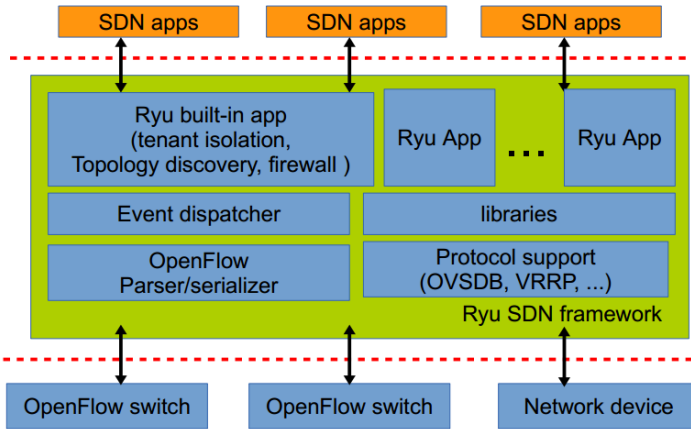 SDN apps
SDN apps
SDN apps
Ryu built-in app
(tenant isolation,
Topology discovery, firewall )
Ryu App
...
Ryu App
Event dispatcher
libraries
OpenFlow
Parser/serializer
Protocol support
(OVSDB, VRRP, ...)
Ryu SDN framework
OpenFlow switch
OpenFlow switch
Network device